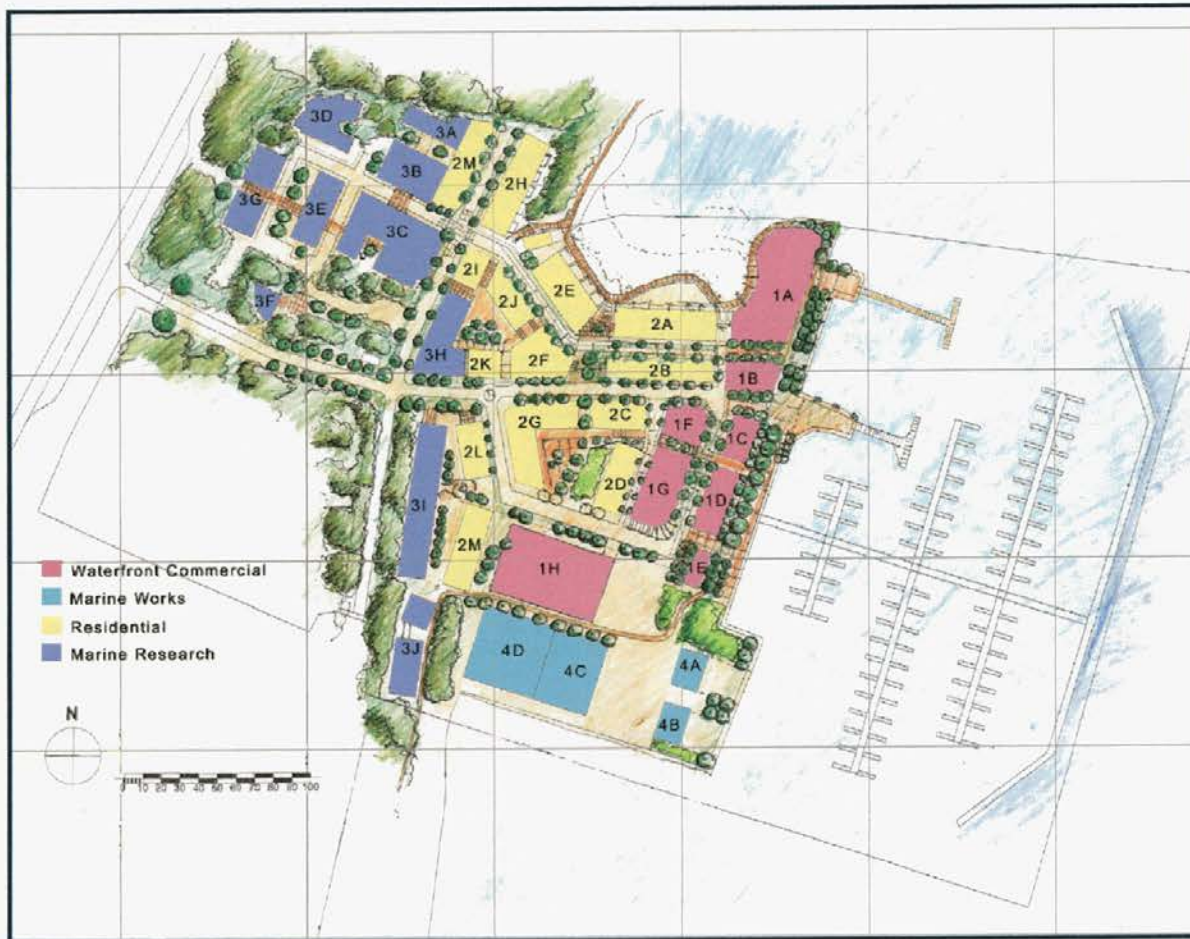 3D
3A
2M
3B
2H
3G
3E
3C
1A
2I
2E
3F
2J
2A
3H
2F
2K
2B
1B
2G
2C
1F
1C
2L
1G
2D
1D
3I
2M
1H
1E
Waterfront Commercial
Marine Works
Residential
Marine Research
3J
4D
4C
4A
4B
N
0 10 20 30 40 50 60 70 80 90 100